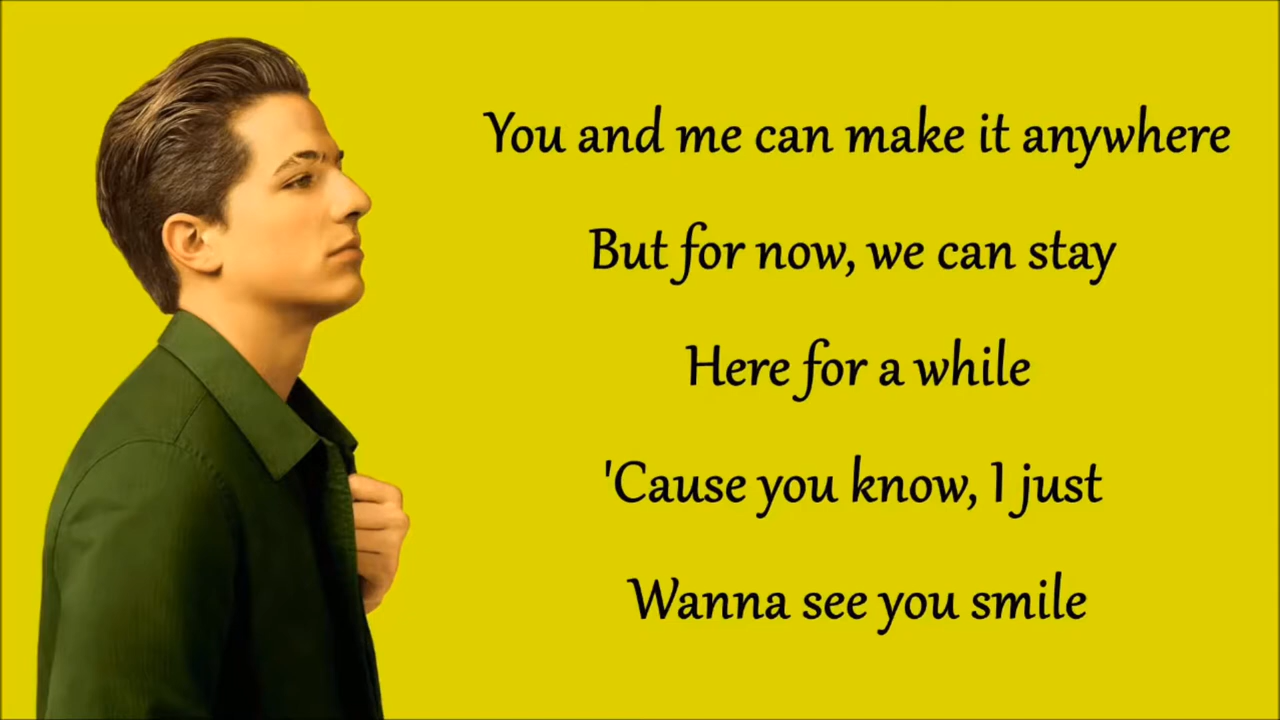 You and me can make it anywhere
But for now, we can stay
Here for a while
'Cause you know, I just
Wanna see you smile